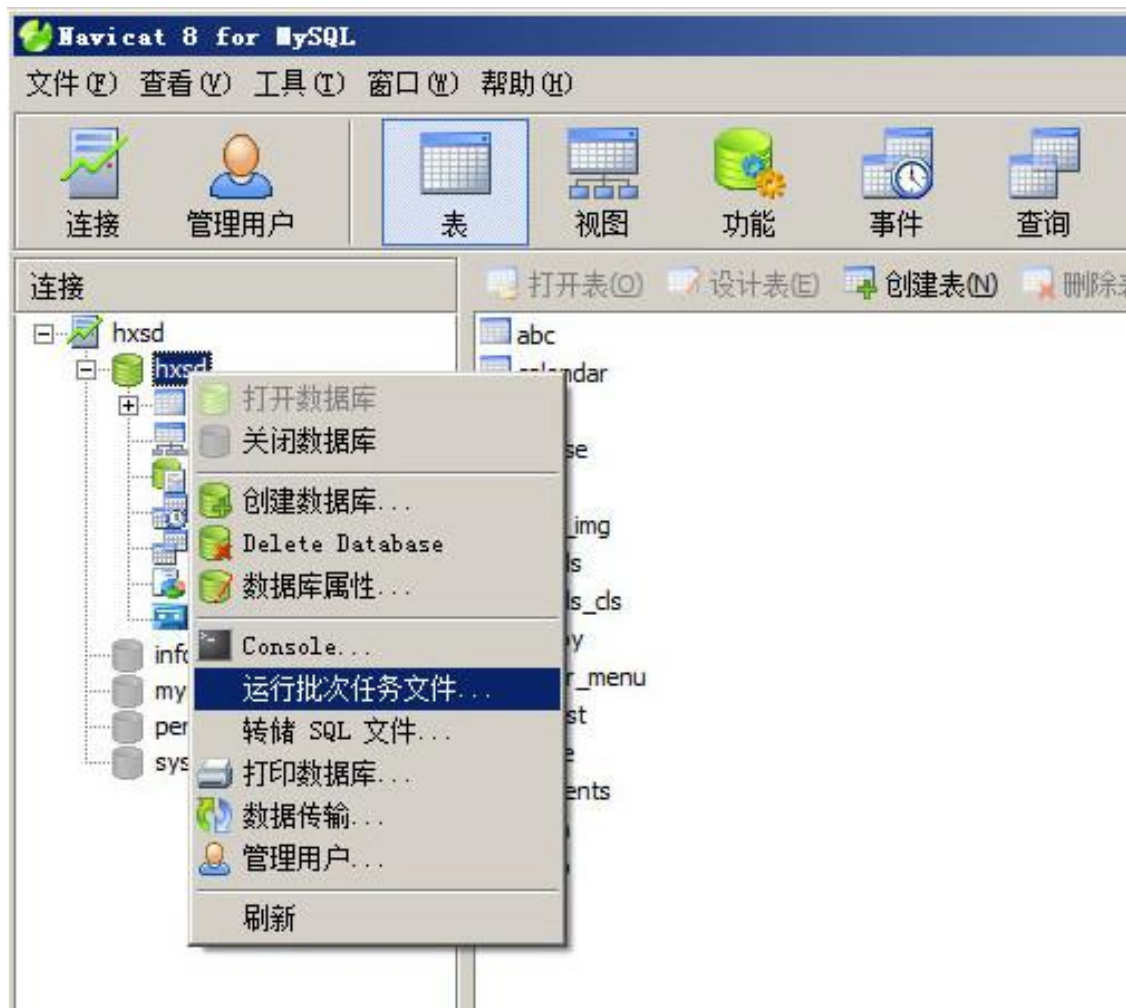 Navicat 8 for MySQL
文件(F) 查看(V) 工具(T) 窗口(W) 帮助(H)
连接 管理用户 表 视图 功能 事件 查询
连接
打开表(O) 设计表(E) 创建表(N) 删除
hxsd
hxsd
abc
打开数据库
关闭数据库
创建数据库...
Delete Database
数据库属性...
Console...
运行批次任务文件...
转储 SQL 文件...
打印数据库...
数据传输...
管理用户...
刷新